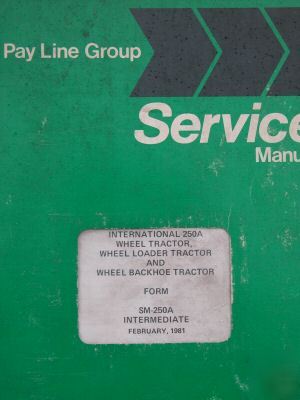 Pay Line Group
Service
Manu
INTERNATIONAL 250A
WHEEL TRACTOR,
WHEEL LOADER TRACTOR
AND
WHEEL BACKHOE TRACTOR
FORM
SM-250A
INTERMEDIATE
FEBRUARY, 1981